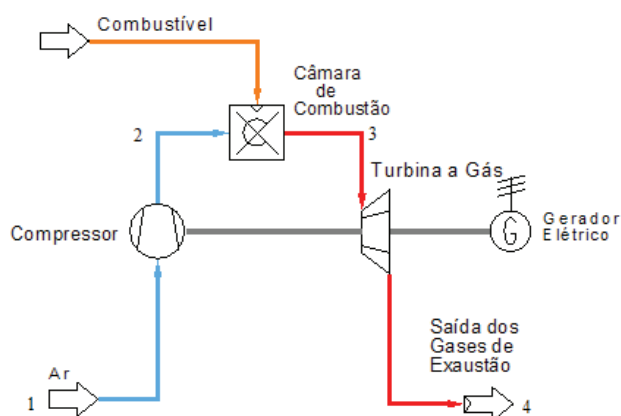 Combustível
Câmara
de
Combustão
2
3
Turbina a Gás
Compressor
G
Gerador
Elétrico
Saída dos
Gases de
Exaustão
Ar
1
4